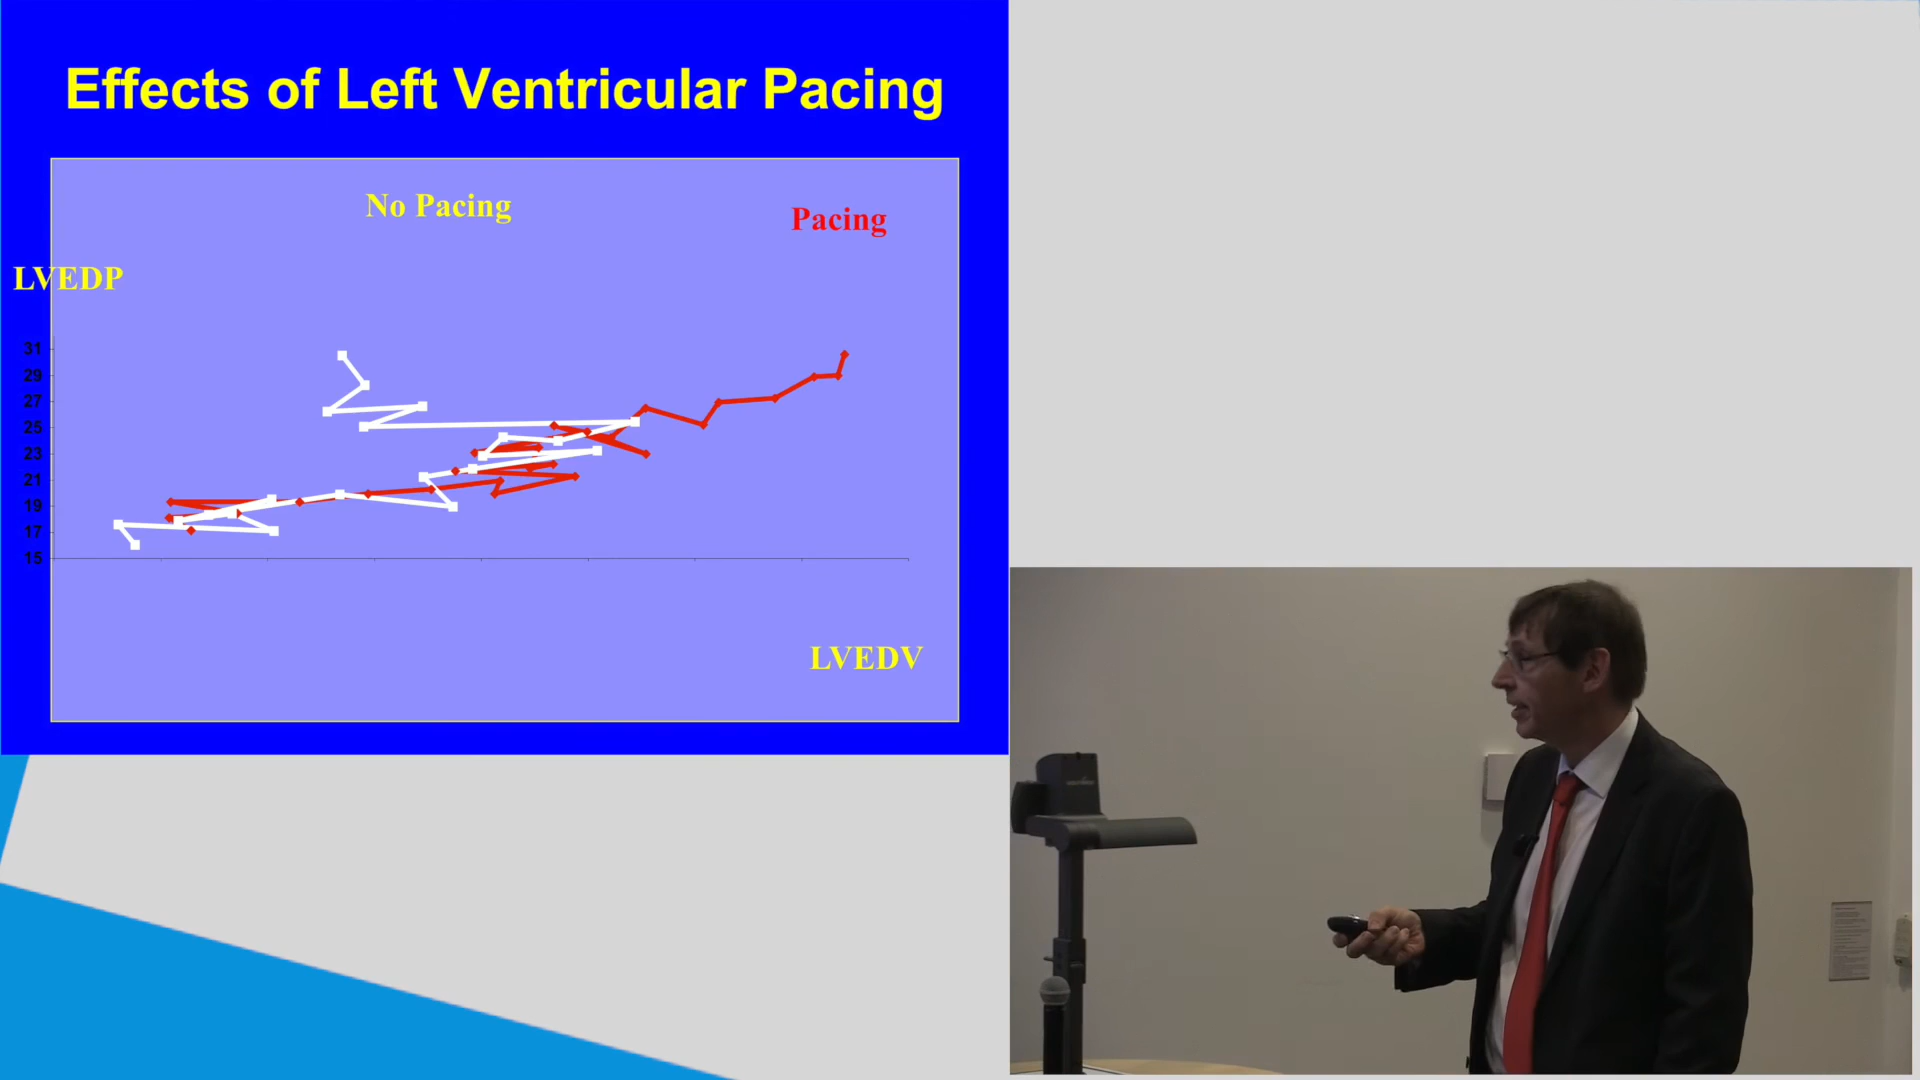 Effects of Left Ventricular Pacing
No Pacing
Pacing
LVEDP
31
29
27
25
23
21
19
17
15
LVEDV